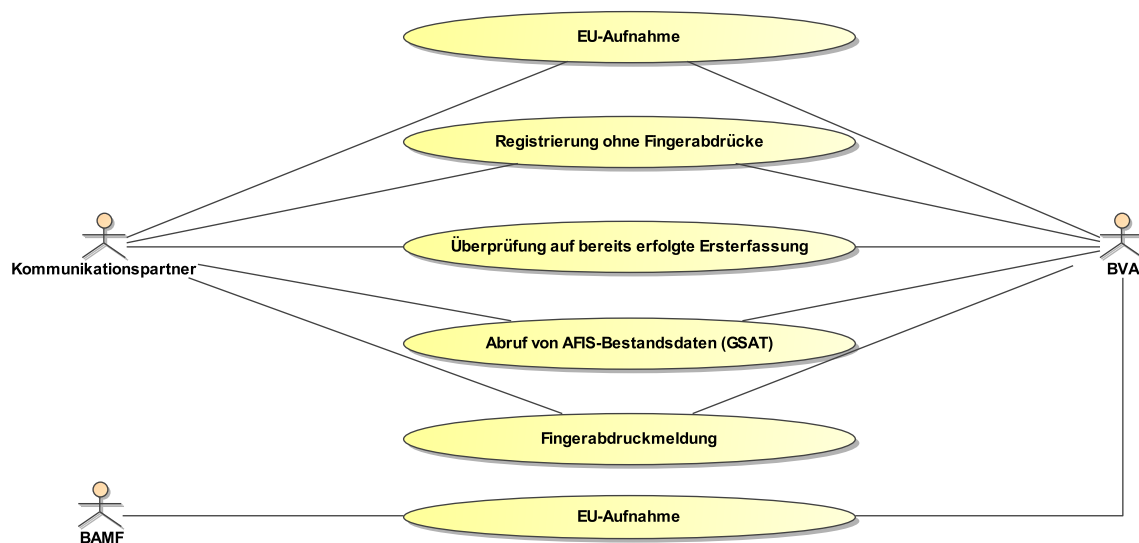 EU-Aufnahme
Registrierung ohne Fingerabdrücke
Überprüfung auf bereits erfolgte Ersterfassung
Kommunikationspartner
BVA
Abruf von AFIS-Bestandsdaten (GSAT)
Fingerabdruckmeldung
EU-Aufnahme
BAMF